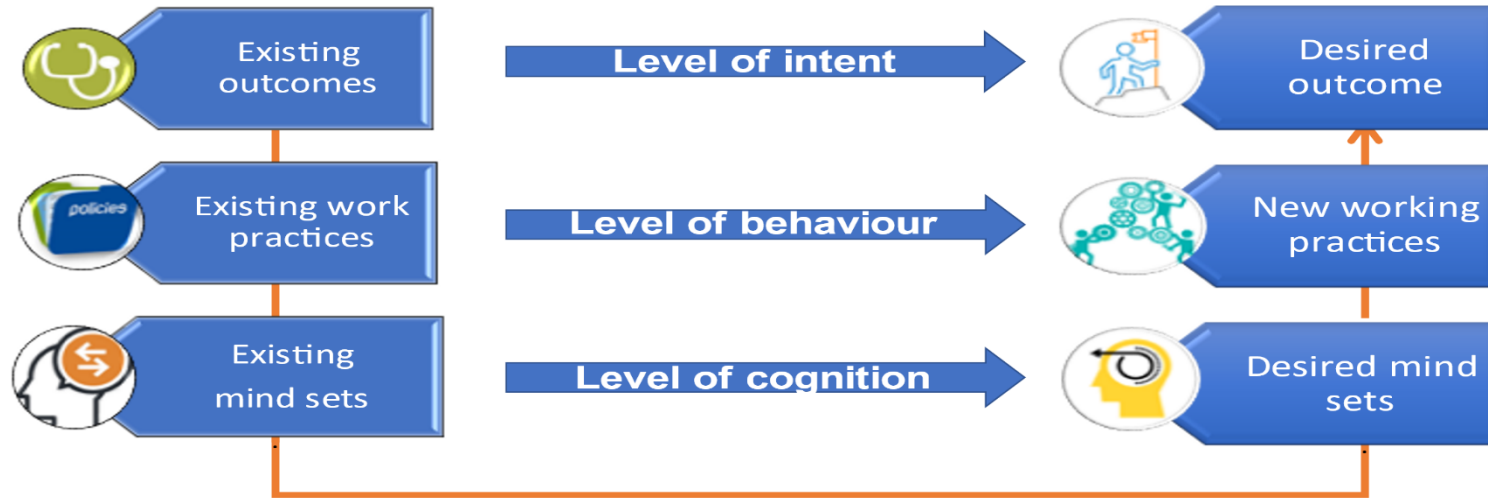 Existing
outcomes
Level of intent
Desired
outcome
policies
Existing work
practices
Level of behaviour
New working
practices
Existing
mind sets
Level of cognition
Desired mind
sets